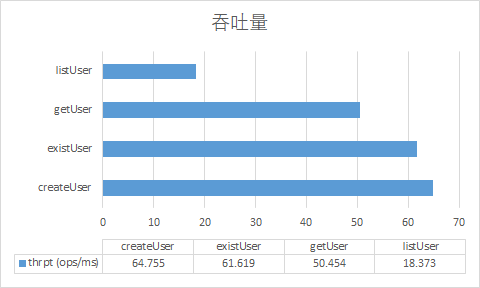 吞吐量
listUser
getUser
existUser
createUser
0 10 20 30 40 50 60 70
createUser existUser getUser listUser
thrpt (ops/ms) 64.755 61.619 50.454 18.373